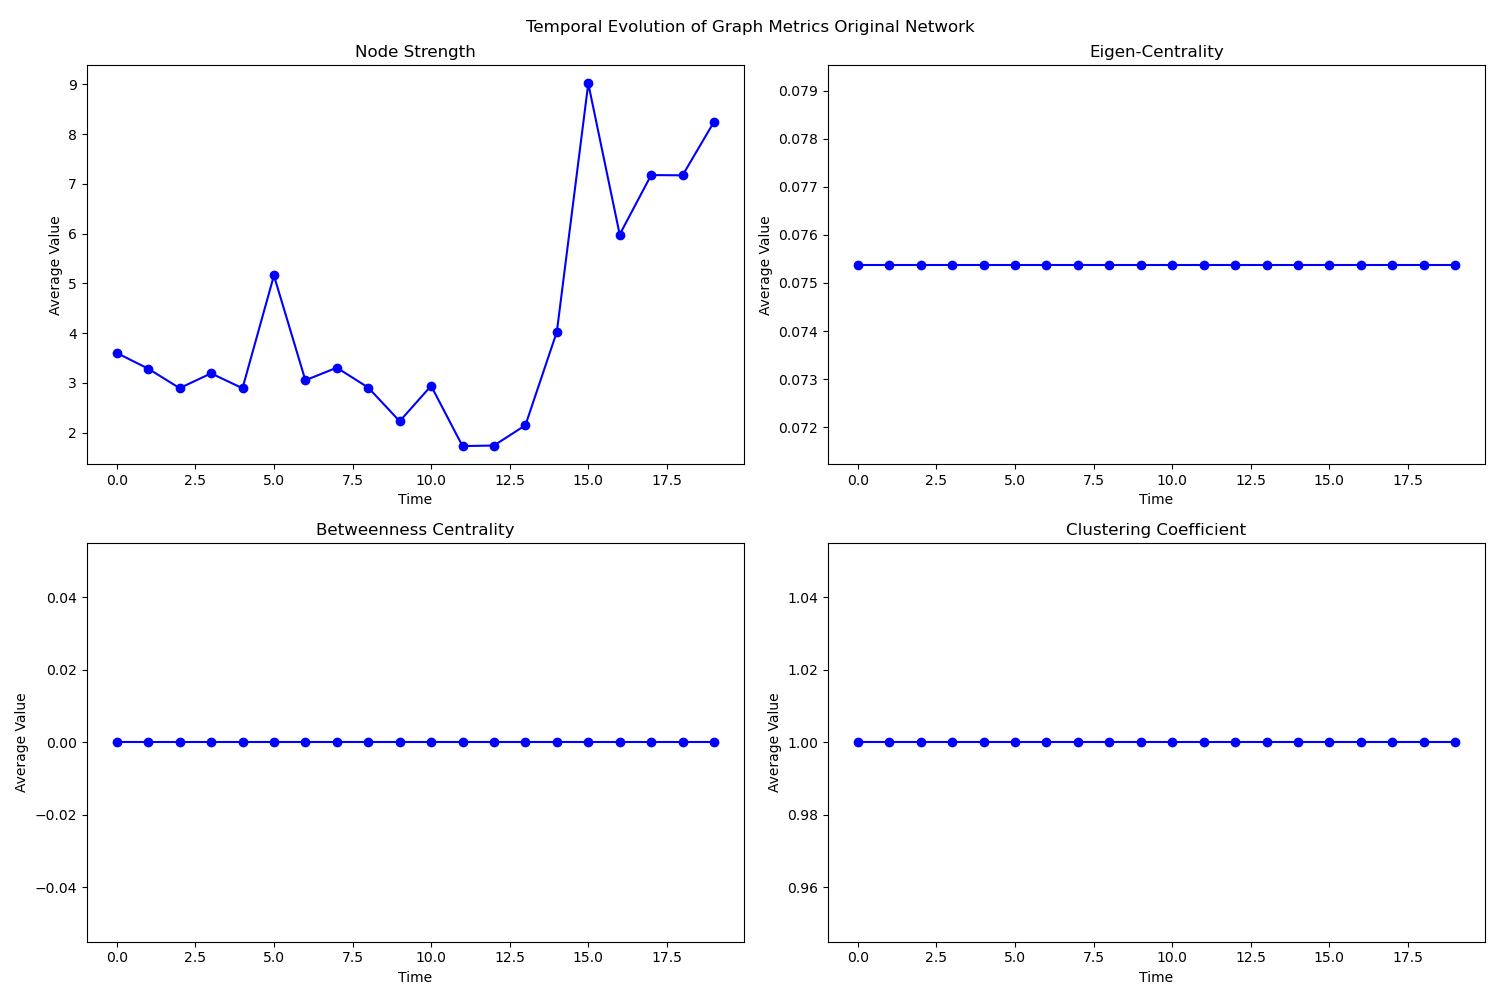 Temporal Evolution of Graph Metrics Original Network
Node Strength
9
8
7
6
5
4
3
2
Average Value
0.0 2.5 5.0 7.5 10.0 12.5 15.0 17.5
Time
Eigen-Centrality
0.079
0.078
0.077
0.076
0.075
0.074
0.073
0.072
Average Value
0.0 2.5 5.0 7.5 10.0 12.5 15.0 17.5
Time
Betweenness Centrality
0.04
0.02
0.00
−0.02
−0.04
Average Value
0.0 2.5 5.0 7.5 10.0 12.5 15.0 17.5
Time
Clustering Coefficient
1.04
1.02
1.00
0.98
0.96
Average Value
0.0 2.5 5.0 7.5 10.0 12.5 15.0 17.5
Time